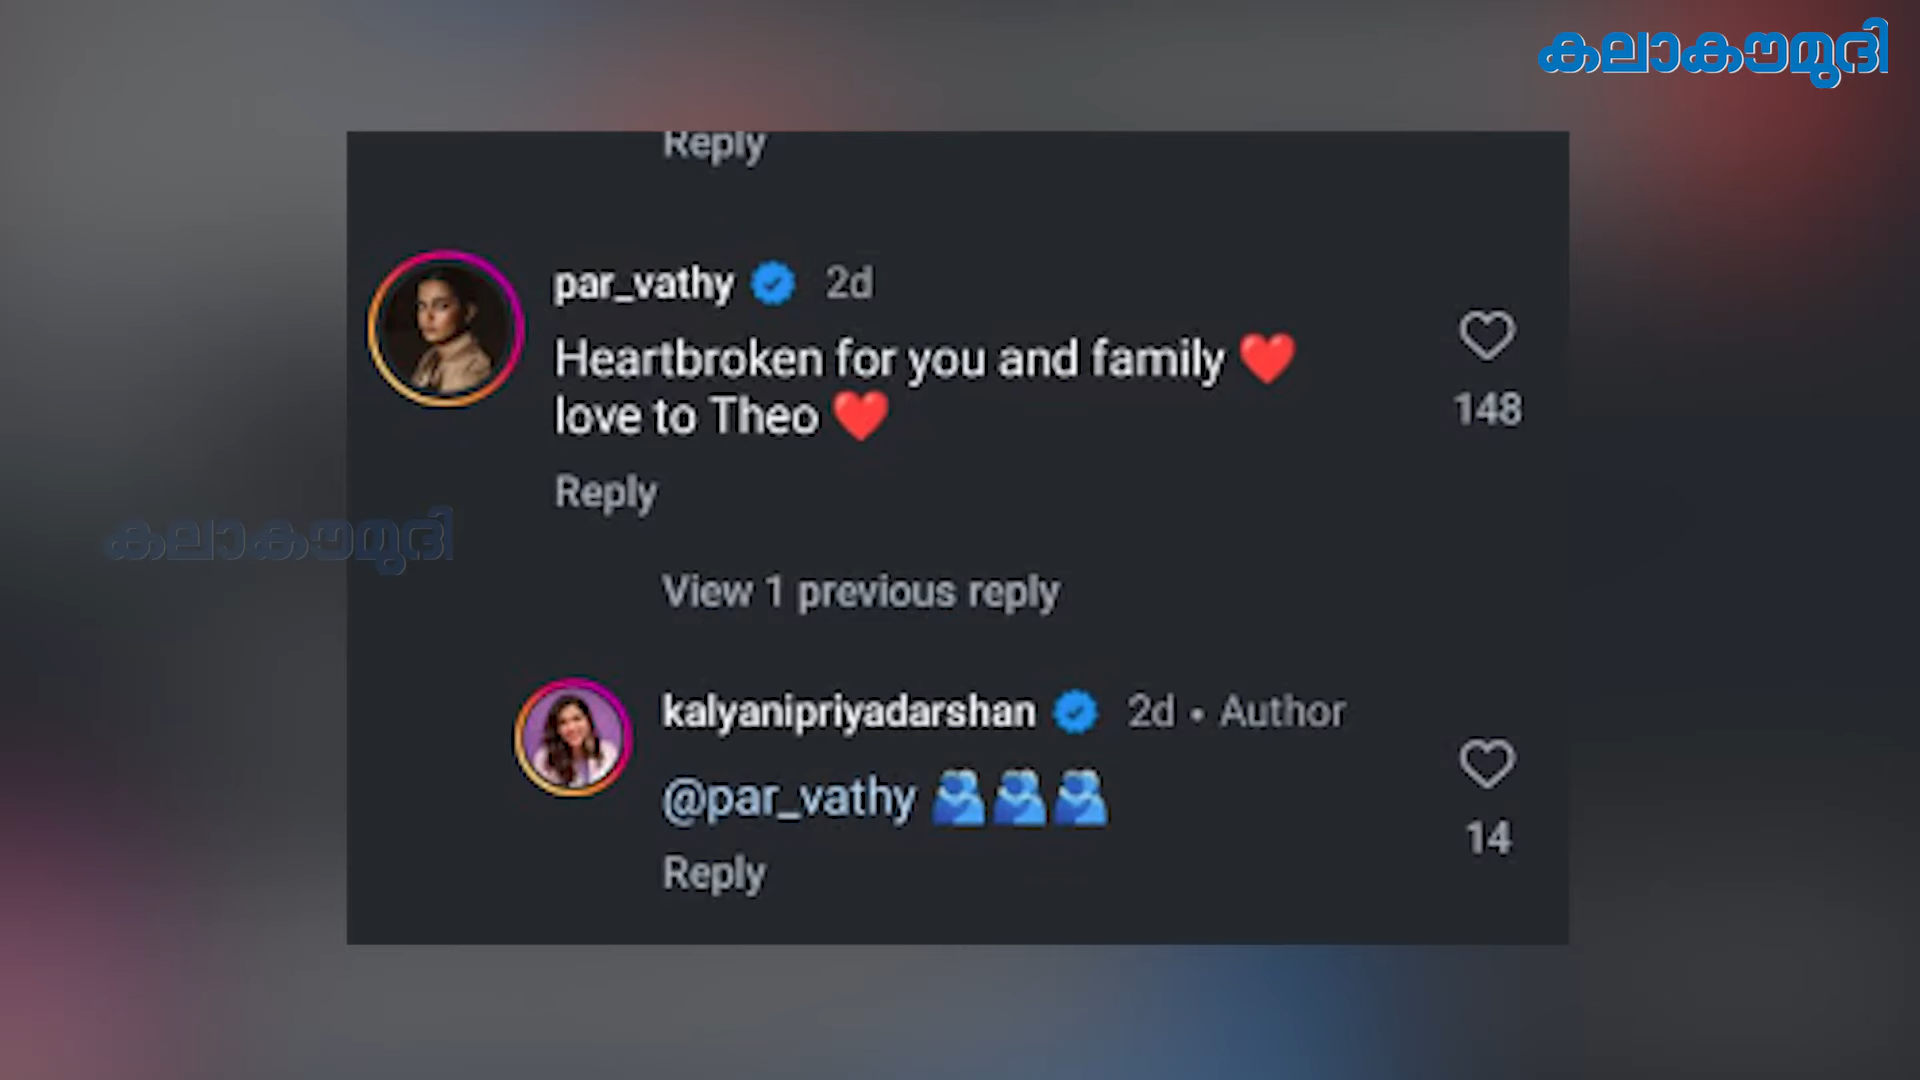 കലാകൗമുദി
Reply
par_vathy 2d
Heartbroken for you and family ❤️
love to Theo ❤️
148
Reply
കലാകൗമുദി
View 1 previous reply
kalyanipriyadarshan 2d • Author
@par_vathy 🫂🫂🫂
14
Reply